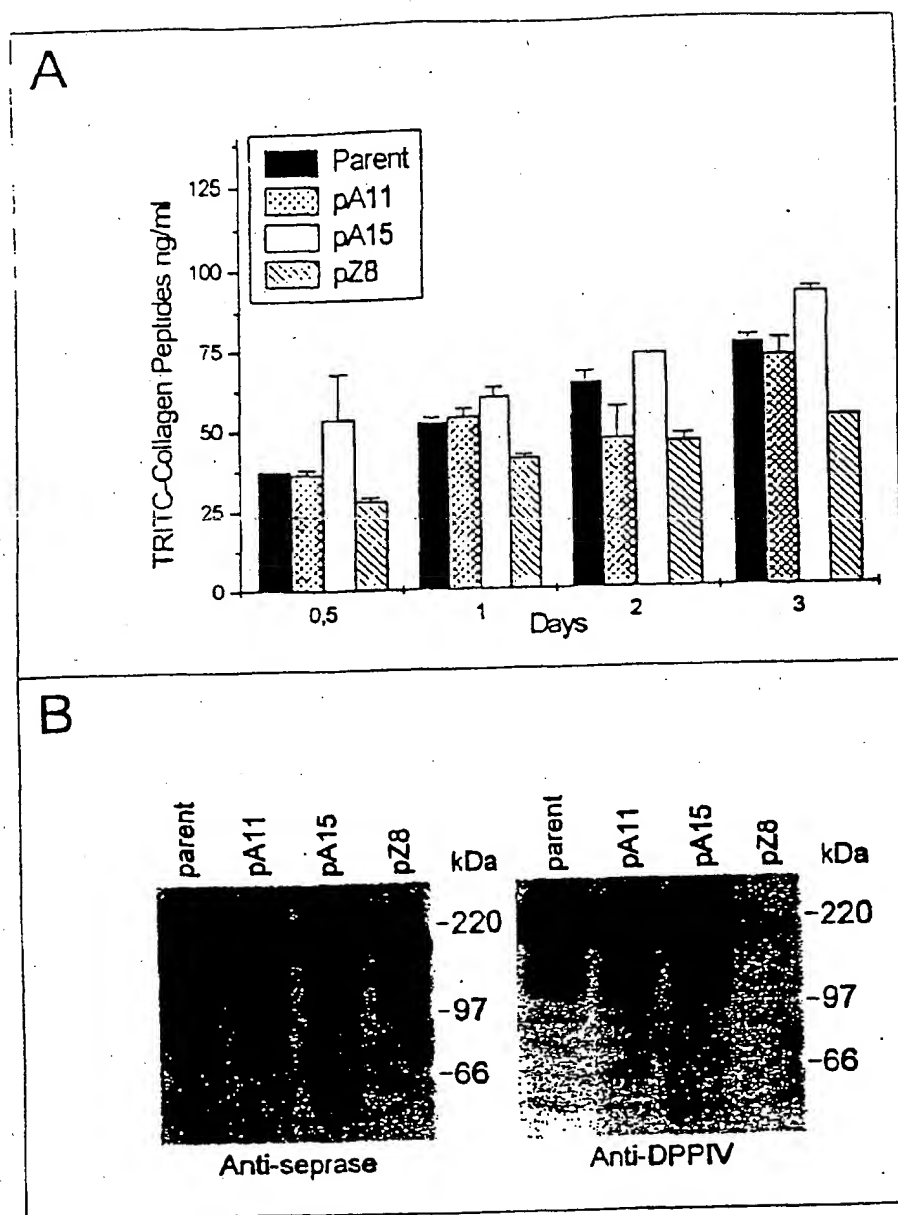 A
TRITC-Collagen Peptides ng/ml
125
100
75
50
25
0
Parent
pA11
pA15
pZ8
0,5
1
2
3
Days
B
parent pA11 pA15 pZ8 kDa
-220
-97
-66
Anti-seprase
parent pA11 pA15 pZ8 kDa
-220
-97
-66
Anti-DPPIV